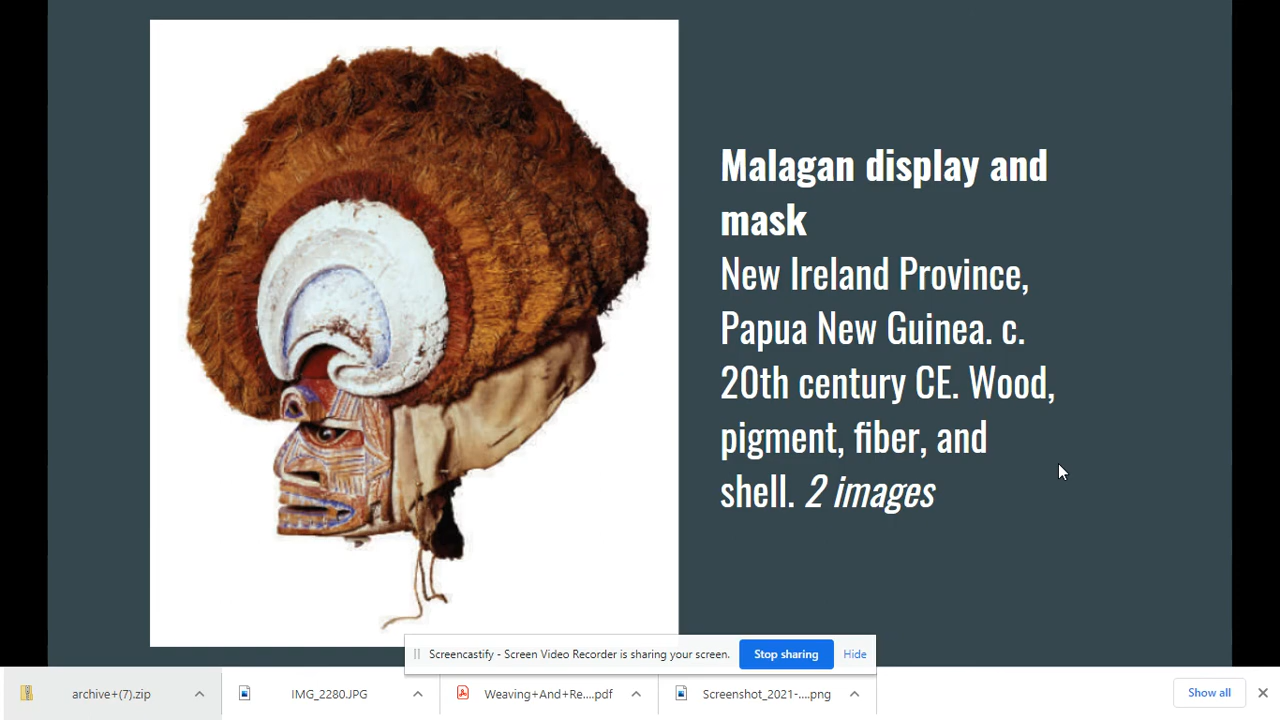 Malagan display and
mask
New Ireland Province,
Papua New Guinea. c.
20th century CE. Wood,
pigment, fiber, and
shell. 2 images
Screencastify - Screen Video Recorder is sharing your screen. Stop sharing Hide
archive+(7).zip IMG_2280.JPG Weaving+And+Re....pdf Screenshot_2021-....png Show all